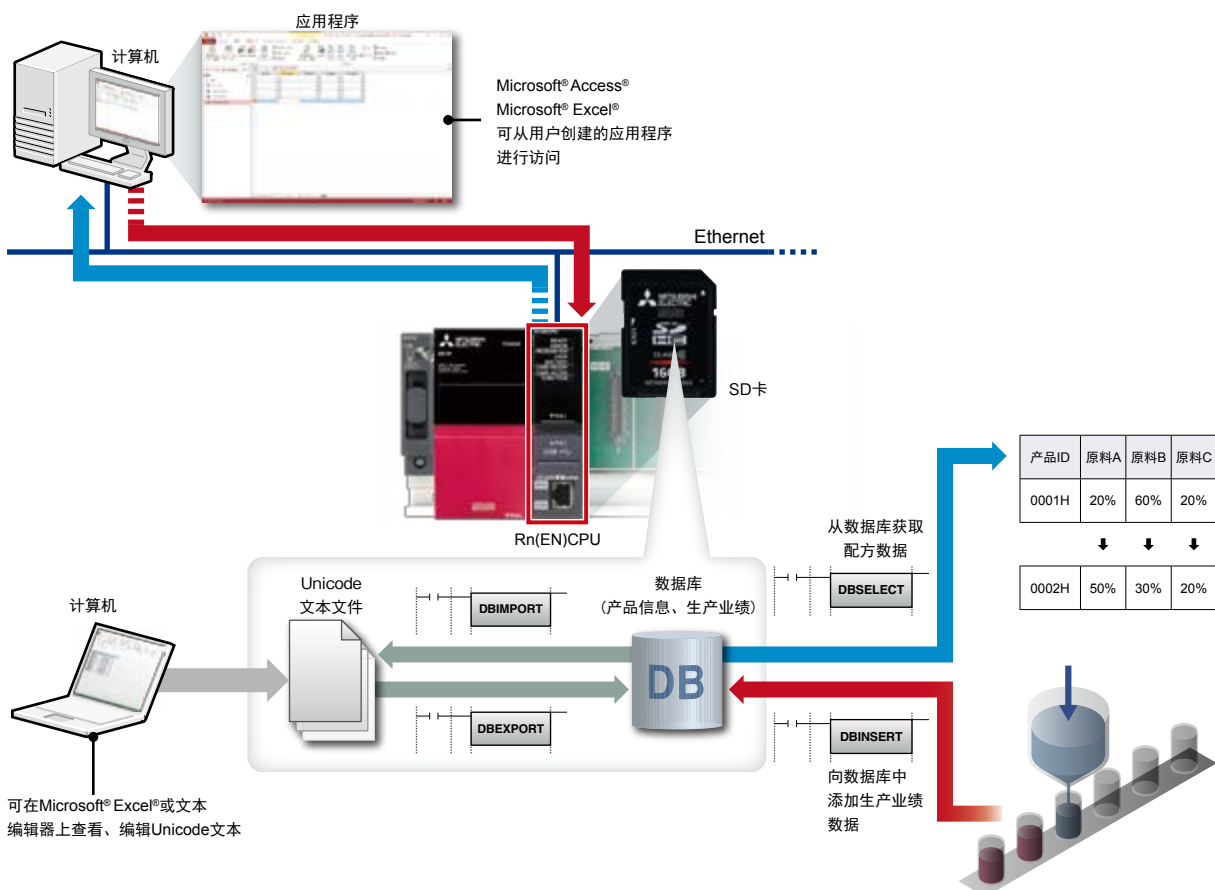 应用程序
计算机
Microsoft® Access®
Microsoft® Excel®
可从用户创建的应用程序
进行访问
Ethernet
MITSUBISHI
ELECTRIC
SD
16GB
SD卡
Rn(EN)CPU
产品ID 原料A 原料B 原料C
0001H 20% 60% 20%
0002H 50% 30% 20%
从数据库获取
配方数据
DBSELECT
Unicode
文本文件
DBIMPORT
数据库
(产品信息、生产业绩)
计算机
DB
DBEXPORT
DBINSERT
向数据库中
添加生产业绩
数据
可在Microsoft® Excel®或文本
编辑器上查看、编辑Unicode文本